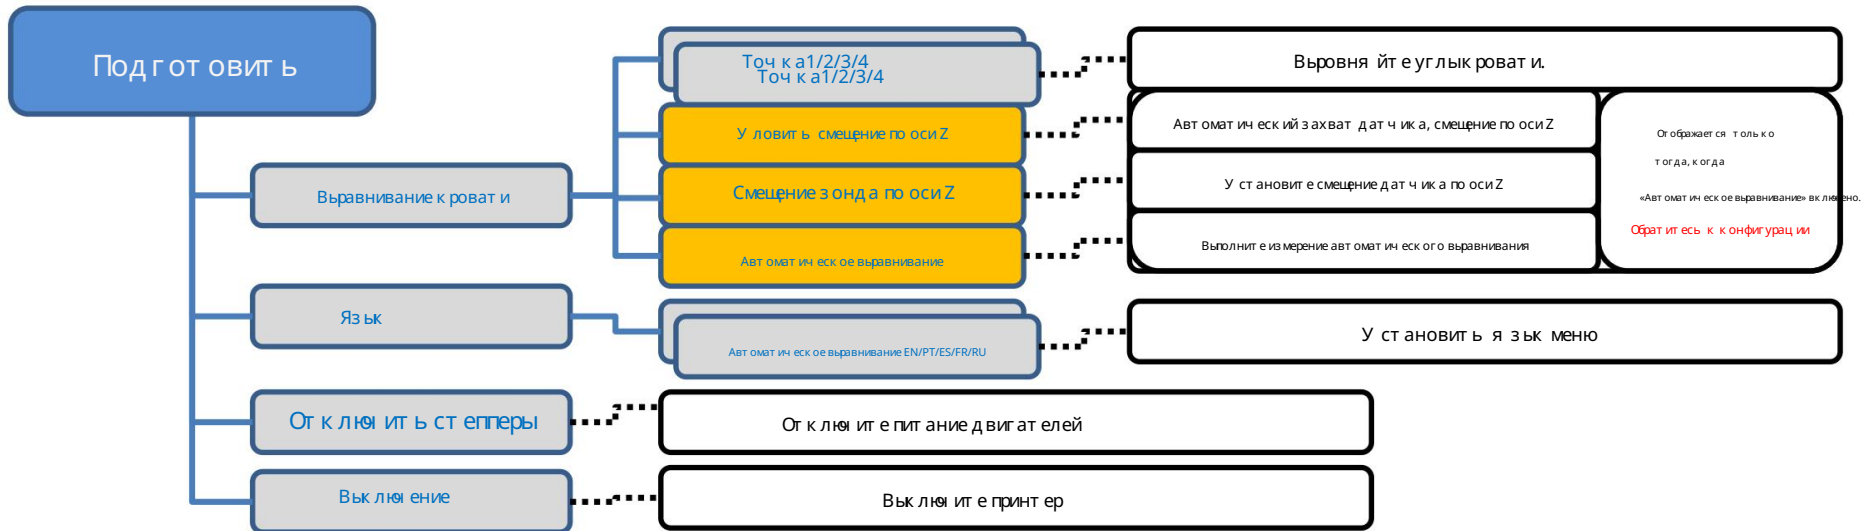 Подготовить
Точка1/2/3/4
Точка1/2/3/4
Выровняйте углы кровати.
Уловить смещение по оси Z
Автоматический захват датчика, смещение по оси Z
Отображается только
тогда, когда
«Автоматическое выравнивание» включено.
Обратитесь к конфигурации
Выравнивание кровати
Смещение зонда по оси Z
Установите смещение датчика по оси Z
Автоматическое выравнивание
Выполните измерение автоматического выравнивания
Язык
Автоматическое выравнивание EN/PT/ES/FR/RU
Установить язык меню
Отключить степперы
Отключите питание двигателей
Выключение
Выключите принтер